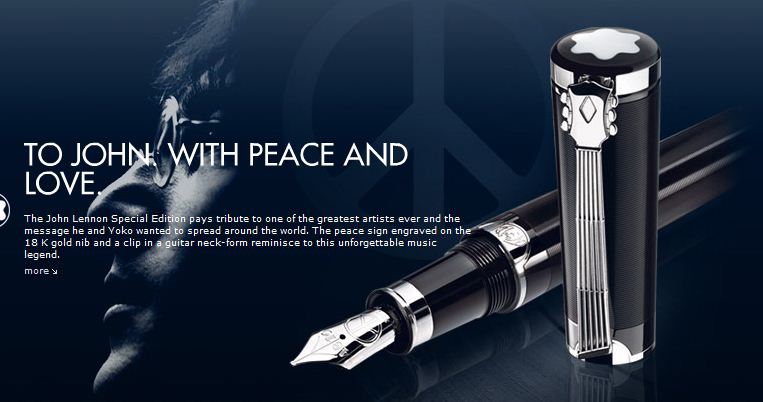 TO JOHN, WITH PEACE AND
LOVE.
The John Lennon Special Edition pays tribute to one of the greatest artists ever and the
message he and Yoko wanted to spread around the world. The peace sign engraved on the
18 K gold nib and a clip in a guitar neck-form reminisce to this unforgettable music
legend.
more